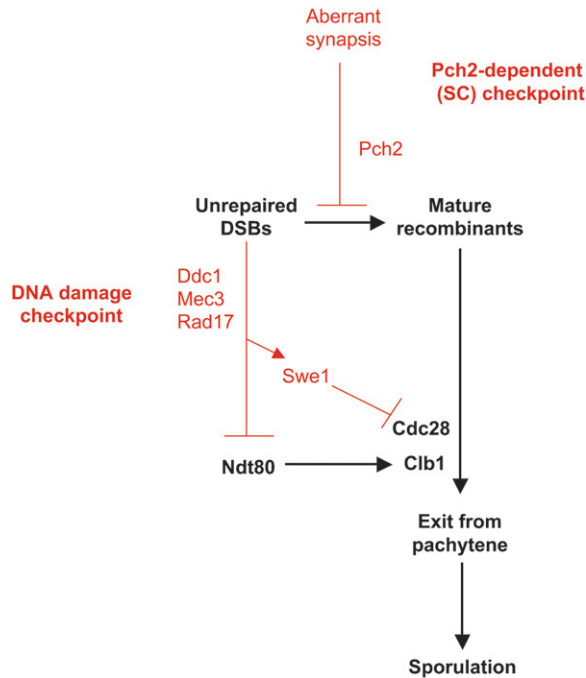 Aberrant
synapsis
Pch2-dependent
(SC) checkpoint
Pch2
Unrepaired
DSBs
Mature
recombinants
DNA damage
checkpoint
Ddc1
Mec3
Rad17
Swe1
Cdc28
Ndt80
Clb1
Exit from
pachytene
Sporulation